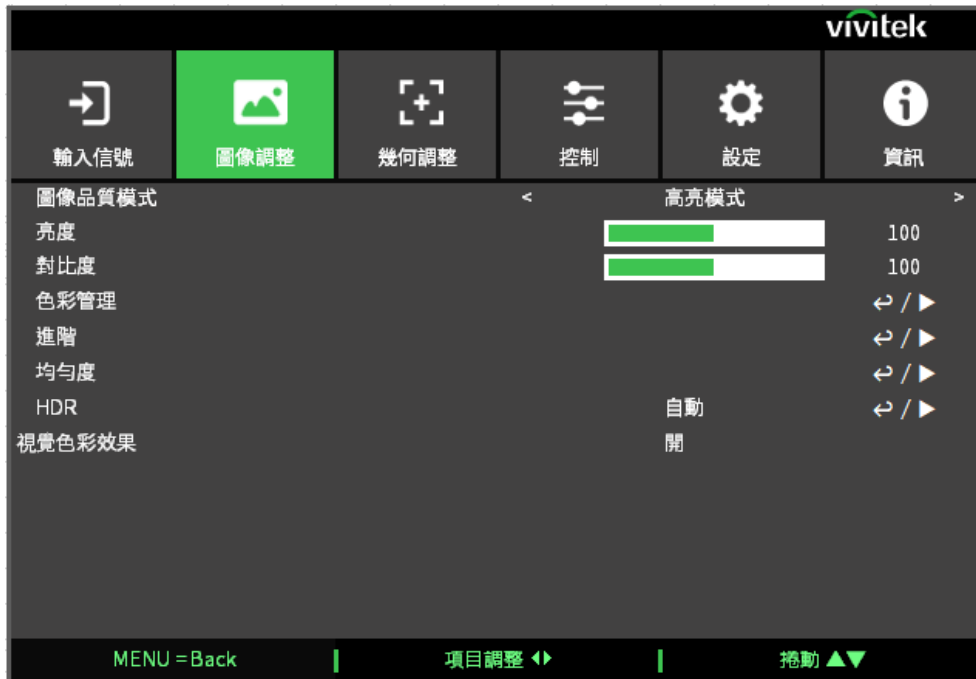 vivitek
輸入信號 圖像調整 幾何調整 控制 設定 資訊
圖像品質模式 < 高亮模式 >
亮度 100
對比度 100
色彩管理 ↩ / ▶
進階 ↩ / ▶
均勻度 ↩ / ▶
HDR 自動 ↩ / ▶
視覺色彩效果 開
MENU =Back 項目調整 ◀▶ 捲動 ▲▼